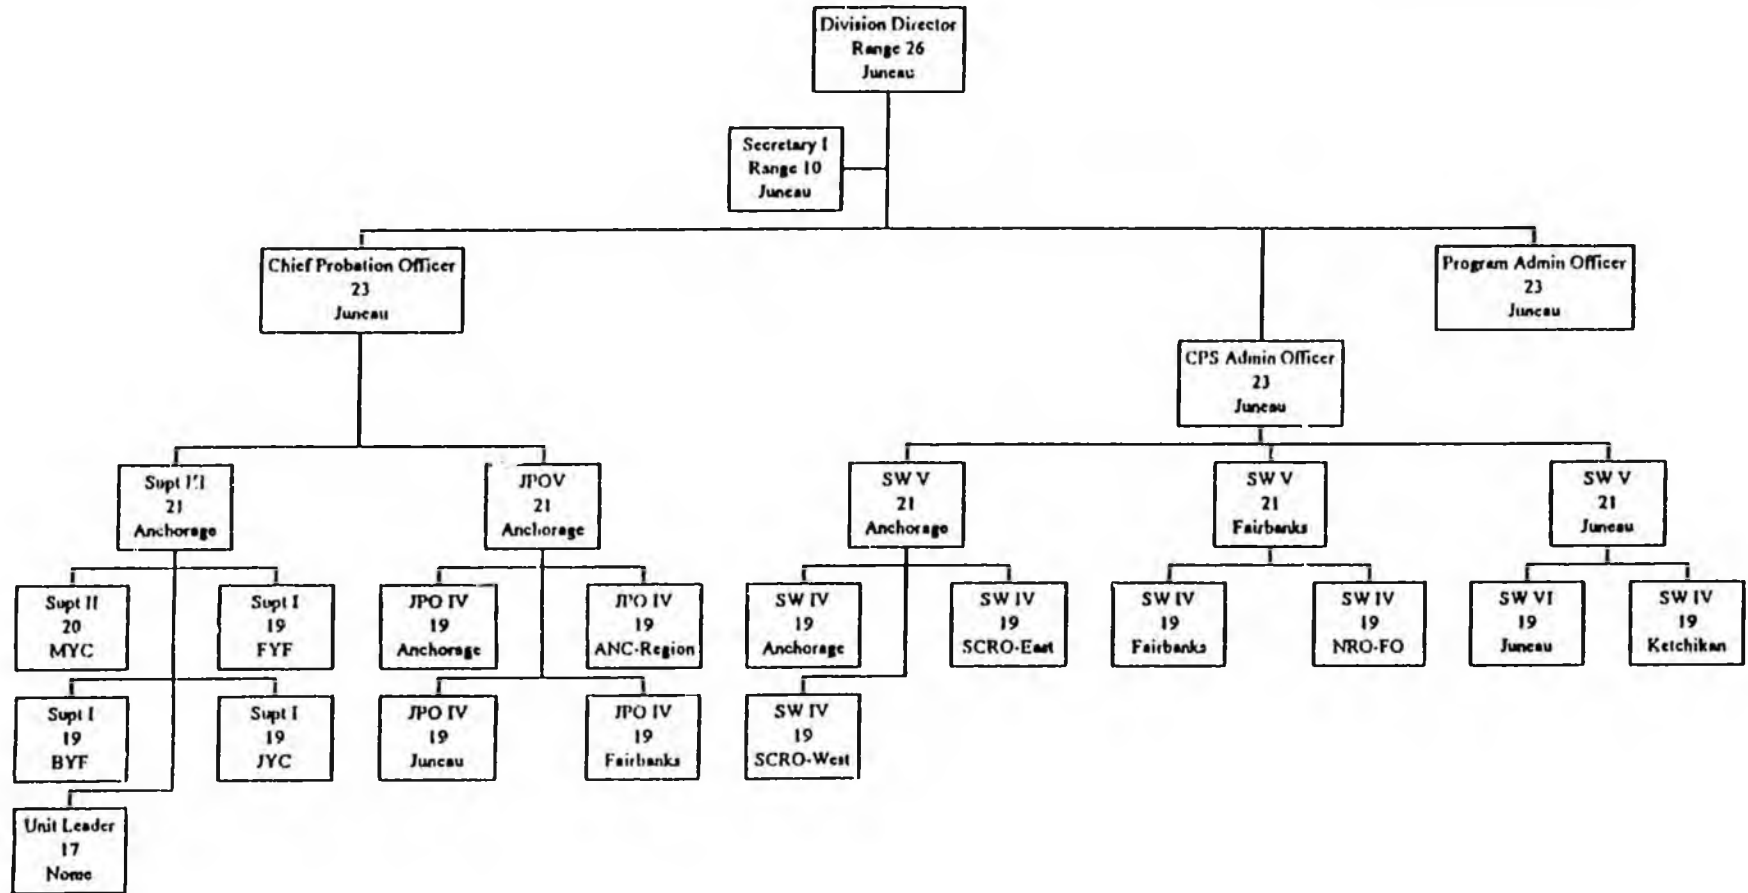 Division Director
Range 26
Juneau
Secretary I
Range 10
Juneau
Chief Probation Officer
23
Juneau
Program Admin Officer
23
Juneau
CPS Admin Officer
23
Juneau
Supt III
21
Anchorage
JPOV
21
Anchorage
SW V
21
Anchorage
SW V
21
Fairbanks
SW V
21
Juneau
Supt II
20
MYC
Supt I
19
FYF
JPO IV
19
Anchorage
JPO IV
19
ANC-Region
SW IV
19
Anchorage
SW IV
19
SCRO-East
SW IV
19
Fairbanks
SW IV
19
NRO-FO
SW VI
19
Juneau
SW IV
19
Ketchikan
Supt I
19
BYF
Supt I
19
JYC
JPO IV
19
Juneau
JPO IV
19
Fairbanks
SW IV
19
SCRO-West
Unit Leader
17
Nome